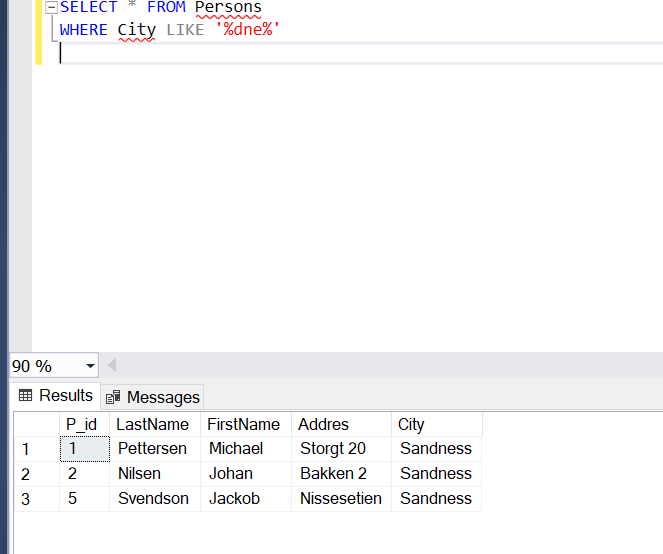 SELECT * FROM Persons
WHERE City LIKE '%dne%'
90 %
Results Messages
P_id LastName FirstName Addres City
1 1 Pettersen Michael Storgt 20 Sandness
2 2 Nilsen Johan Bakken 2 Sandness
3 5 Svendson Jackob Nissesetien Sandness